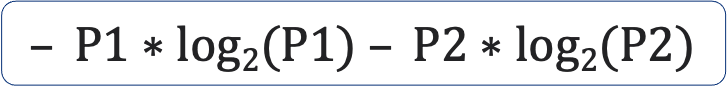 − P1 * log₂(P1) − P2 * log₂(P2)